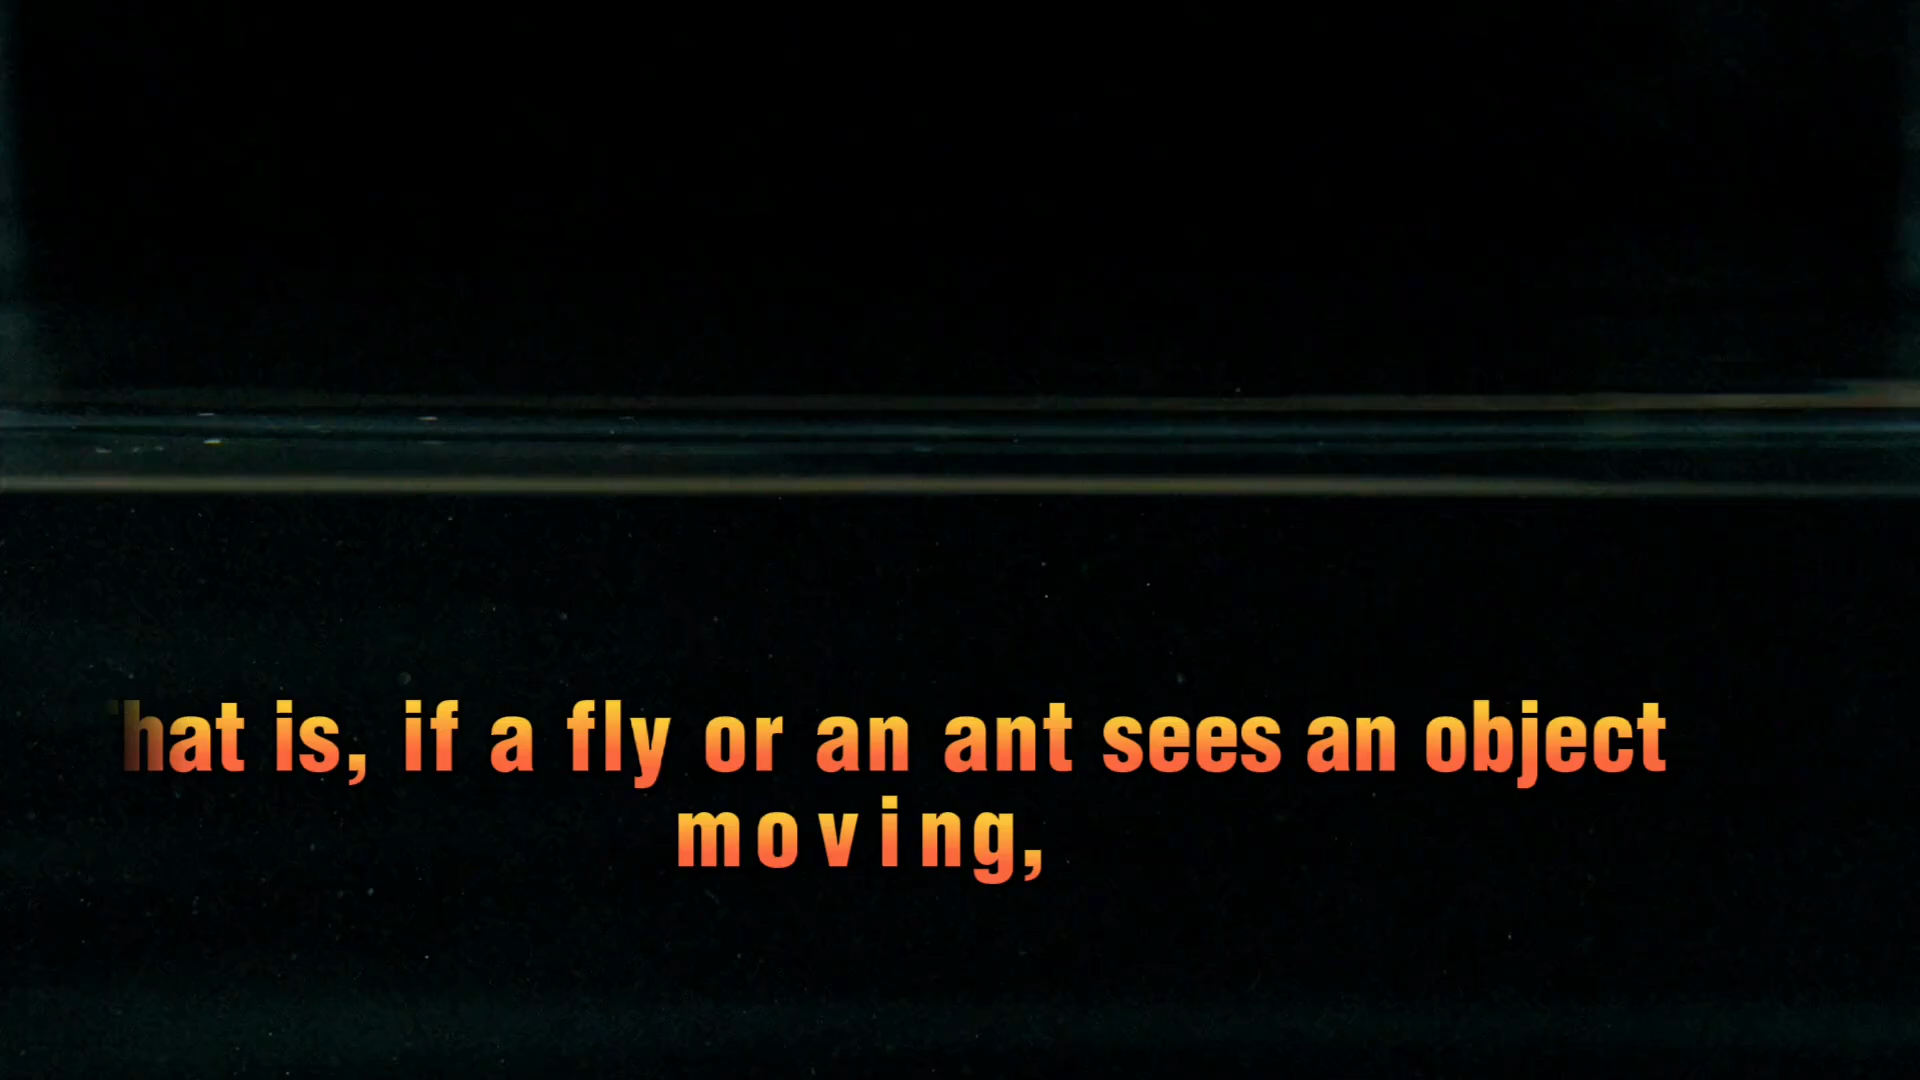 hat is, if a fly or an ant sees an object
moving,